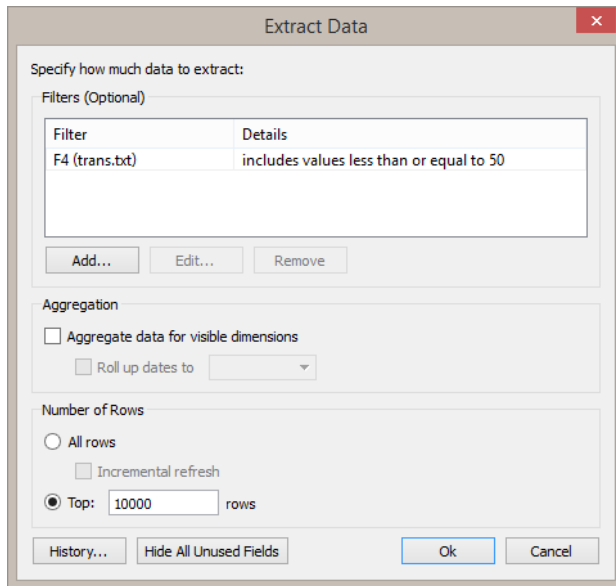 Extract Data
Specify how much data to extract:
Filters (Optional)
Filter Details
F4 (trans.txt) includes values less than or equal to 50
Add... Edit... Remove
Aggregation
Aggregate data for visible dimensions
Roll up dates to
Number of Rows
All rows
Incremental refresh
Top: 10000 rows
History... Hide All Unused Fields Ok Cancel